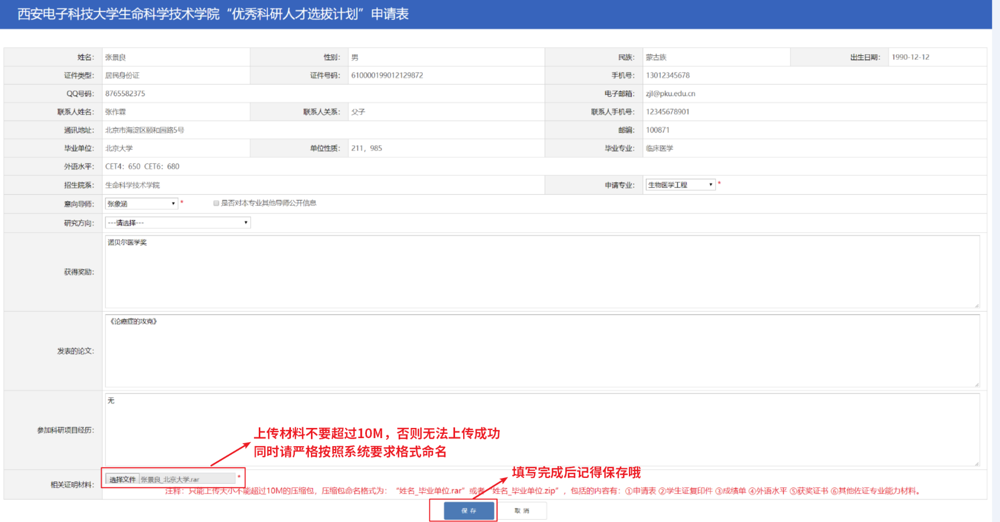 西安电子科技大学生命科学技术学院“优秀科研人才选拔计划”申请表
姓名： 张景良 性别： 男 民族： 蒙古族 出生日期： 1990-12-12
证件类型： 居民身份证 证件号码： 610000199012129872 手机号： 13012345678
QQ号码： 8765582375 电子邮箱： zjl@pku.edu.cn
联系人姓名： 张作霖 联系人关系： 父子 联系人手机号： 12345678901
通讯地址： 北京市海淀区颐和园路5号 邮编： 100871
毕业单位： 北京大学 单位性质： 211，985 毕业专业： 临床医学
外语水平： CET4：650 CET6：680
招生院系： 生命科学技术学院 申请专业： 生物医学工程 *
意向导师： 张象涵 * 是否对本专业其他导师公开信息
研究方向： ---请选择---
获得奖励： 诺贝尔医学奖
发表的论文： 《论癌症的攻克》
参加科研项目经历： 无
上传材料不要超过10M，否则无法上传成功
同时请严格按照系统要求格式命名
填写完成后记得保存哦
相关证明材料： 选择文件 张景良_北京大学.rar *
注释：只能上传大小不能超过10M的压缩包，压缩包命名格式为：“姓名_毕业单位.rar”或者“姓名_毕业单位.zip”，包括的内容有：①申请表 ②学生证复印件 ③成绩单 ④外语水平 ⑤获奖证书 ⑥其他佐证专业能力材料。
保存 取消